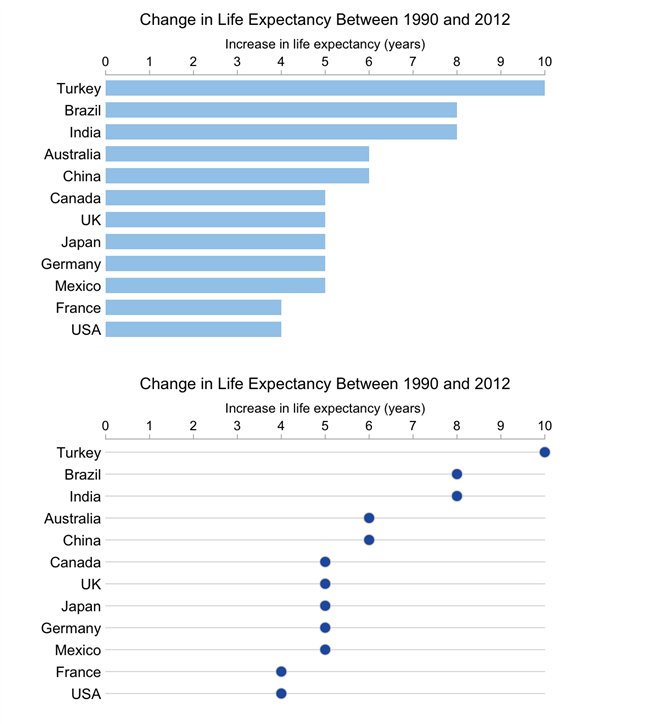 Change in Life Expectancy Between 1990 and 2012
Increase in life expectancy (years)
0 1 2 3 4 5 6 7 8 9 10
Turkey
Brazil
India
Australia
China
Canada
UK
Japan
Germany
Mexico
France
USA
Change in Life Expectancy Between 1990 and 2012
Increase in life expectancy (years)
0 1 2 3 4 5 6 7 8 9 10
Turkey
Brazil
India
Australia
China
Canada
UK
Japan
Germany
Mexico
France
USA